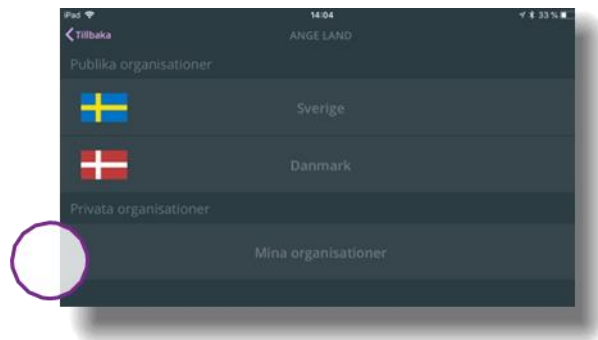 iPad 14:04 33 %
Tillbaka ANGE LAND
Publika organisationer
Sverige
Danmark
Privata organisationer
Mina organisationer